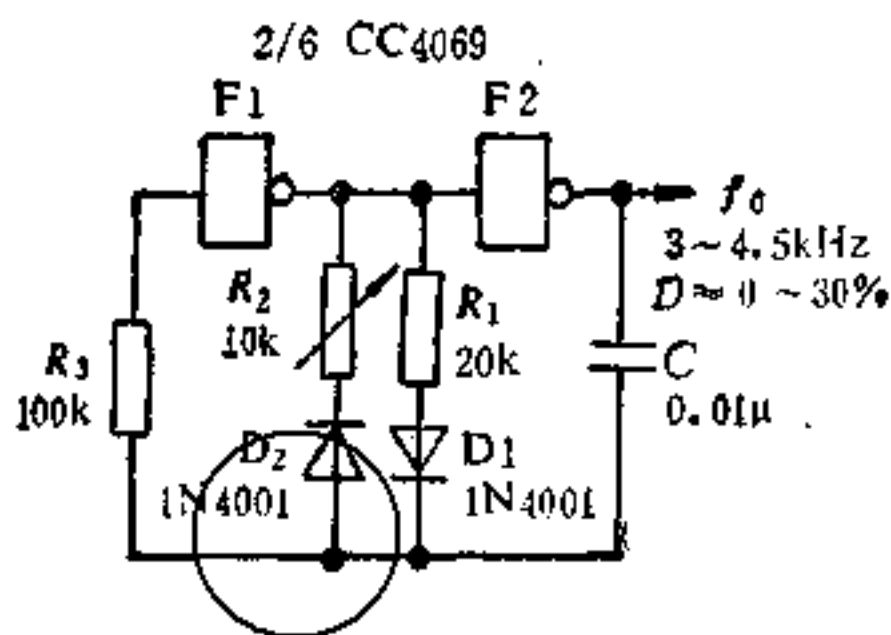 2/6 CC4069
F1
F2
f₀
3~4.5kHz
D≈0~30%
R₂
10k
R₁
20k
R₃
100k
C
0.01μ
D₂
1N4001
D1
1N4001